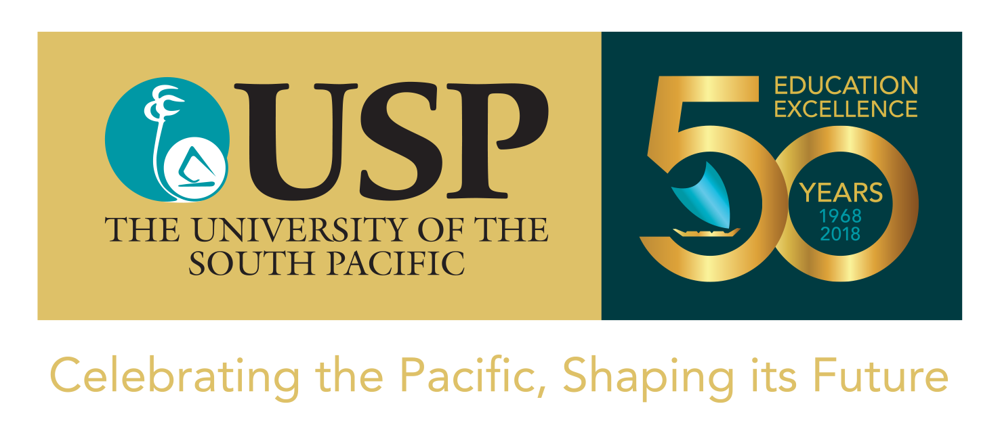 USP
THE UNIVERSITY OF THE
SOUTH PACIFIC
50
EDUCATION
EXCELLENCE
YEARS
1968
2018
Celebrating the Pacific, Shaping its Future